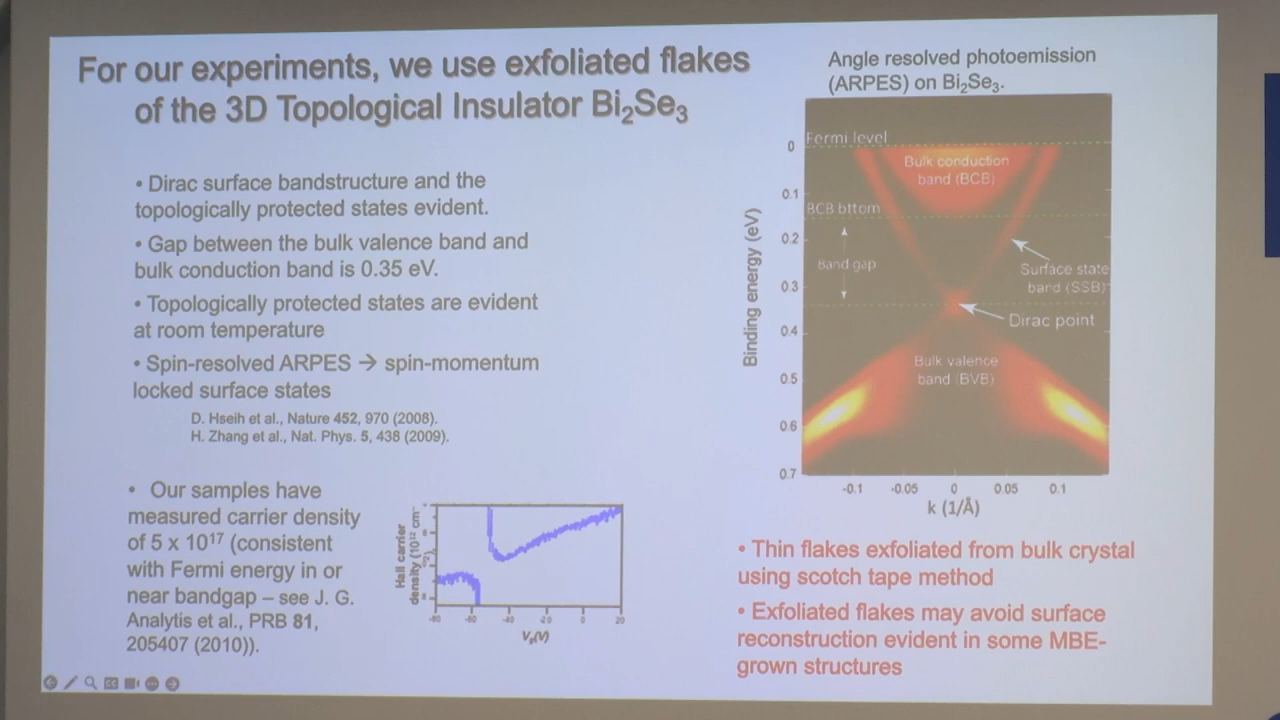 For our experiments, we use exfoliated flakes
of the 3D Topological Insulator Bi₂Se₃
• Dirac surface bandstructure and the
topologically protected states evident.
• Gap between the bulk valence band and
bulk conduction band is 0.35 eV.
• Topologically protected states are evident
at room temperature
• Spin-resolved ARPES → spin-momentum
locked surface states
D. Hseih et al., Nature 452, 970 (2008).
H. Zhang et al., Nat. Phys. 5, 438 (2009).
• Our samples have
measured carrier density
of 5 x 10¹⁷ (consistent
with Fermi energy in or
near bandgap – see J. G.
Analytis et al., PRB 81,
205407 (2010)).
Hall carrier
density (10¹² cm⁻
-80 -60 -40 -20 0 20
Vg(V)
Angle resolved photoemission
(ARPES) on Bi₂Se₃.
Fermi level
Bulk conduction
band (BCB)
BCB bttom
Band gap
Surface state
band (SSB)
Dirac point
Bulk valence
band (BVB)
Binding energy (eV)
0
0.1
0.2
0.3
0.4
0.5
0.6
0.7
-0.1 -0.05 0 0.05 0.1
k (1/Å)
• Thin flakes exfoliated from bulk crystal
using scotch tape method
• Exfoliated flakes may avoid surface
reconstruction evident in some MBE-
grown structures